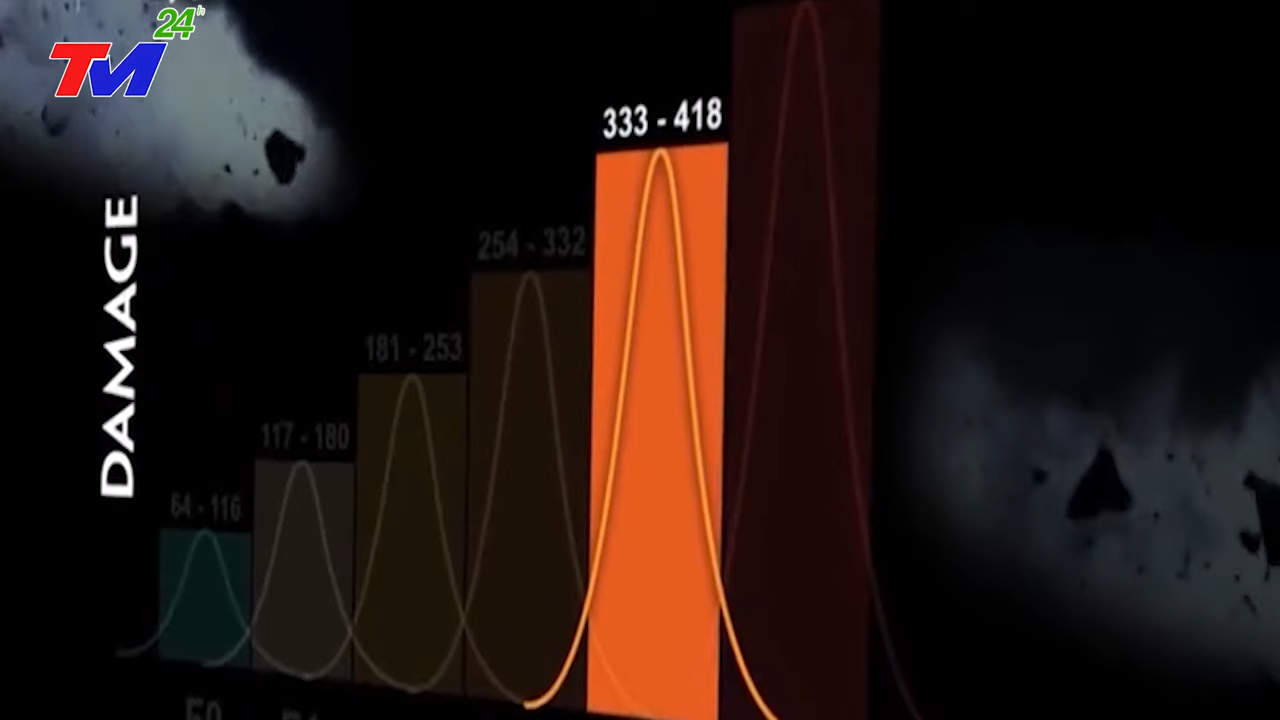 24h
TM
DAMAGE
333 - 418
254 - 332
181 - 253
117 - 180
64 - 116